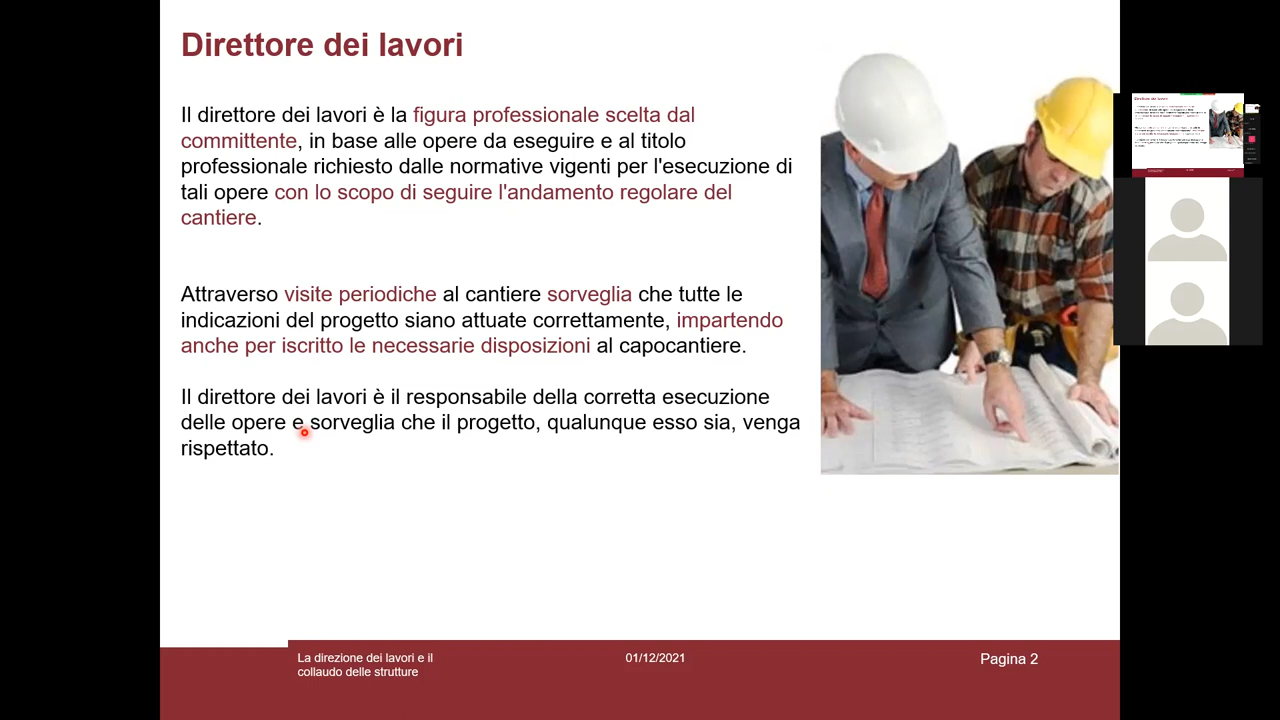 Direttore dei lavori
Il direttore dei lavori è la figura professionale scelta dal
committente, in base alle opere da eseguire e al titolo
professionale richiesto dalle normative vigenti per l'esecuzione di
tali opere con lo scopo di seguire l'andamento regolare del
cantiere.
Attraverso visite periodiche al cantiere sorveglia che tutte le
indicazioni del progetto siano attuate correttamente, impartendo
anche per iscritto le necessarie disposizioni al capocantiere.
Il direttore dei lavori è il responsabile della corretta esecuzione
delle opere e sorveglia che il progetto, qualunque esso sia, venga
rispettato.
La direzione dei lavori e il
collaudo delle strutture
01/12/2021
Pagina 2